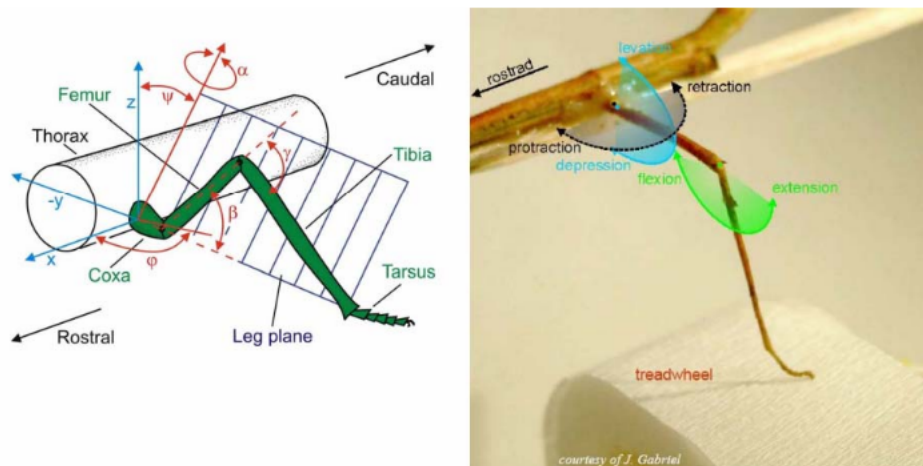 Caudal
α
ψ
Femur
z
Thorax
γ
Tibia
-y
β
x
Coxa
φ
Tarsus
Leg plane
Rostral
levation
rostrad
retraction
protraction
depression
flexion
extension
treadwheel
courtesy of J. Gabriel